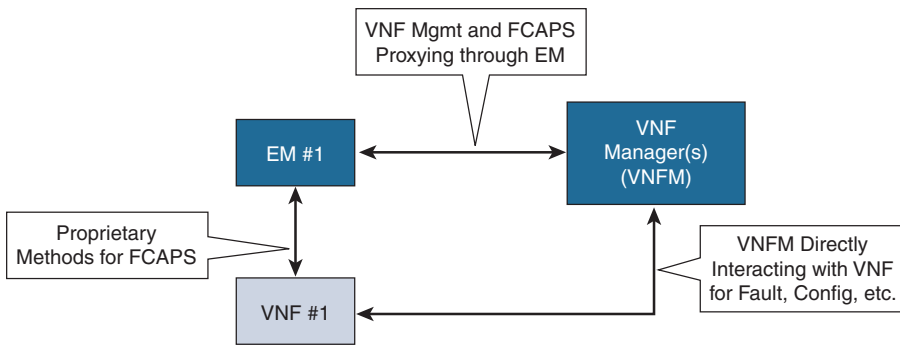 VNF Mgmt and FCAPS
Proxying through EM
EM #1
VNF
Manager(s)
(VNFM)
Proprietary
Methods for FCAPS
VNFM Directly
Interacting with VNF
for Fault, Config, etc.
VNF #1